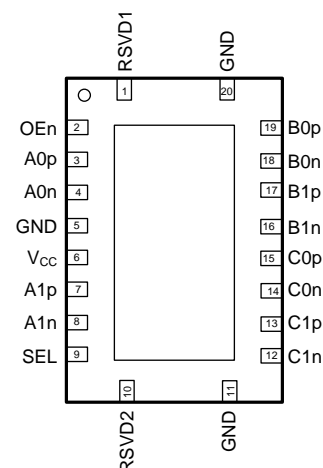 RSVD1
GND
1
20
OEn 2
19 B0p
A0p 3
18 B0n
A0n 4
17 B1p
GND 5
16 B1n
VCC 6
15 C0p
A1p 7
14 C0n
A1n 8
13 C1p
SEL 9
12 C1n
10
11
RSVD2
GND